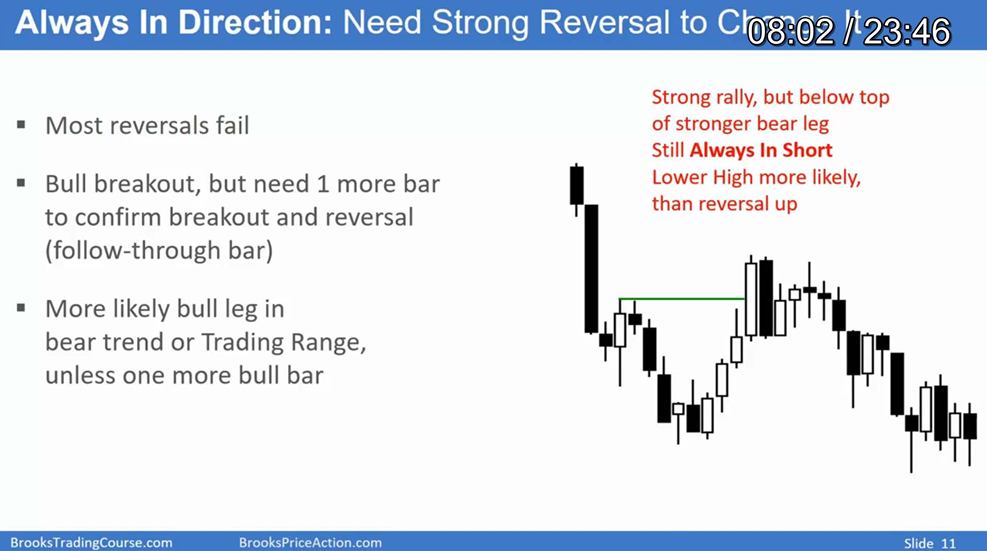 Always In Direction: Need Strong Reversal to Change It
08:02 / 23:46
▪ Most reversals fail
▪ Bull breakout, but need 1 more bar
to confirm breakout and reversal
(follow-through bar)
▪ More likely bull leg in
bear trend or Trading Range,
unless one more bull bar
Strong rally, but below top
of stronger bear leg
Still Always In Short
Lower High more likely,
than reversal up
BrooksTradingCourse.com
BrooksPriceAction.com
Slide 11